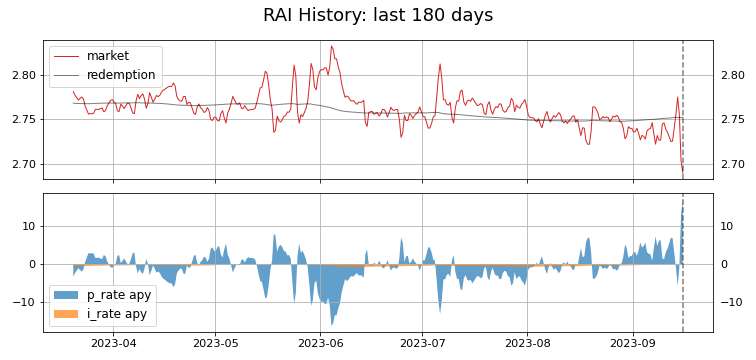 RAI History: last 180 days
market
redemption
2.80
2.75
2.70
2.80
2.75
2.70
10
0
−10
10
0
−10
p_rate apy
i_rate apy
2023-04 2023-05 2023-06 2023-07 2023-08 2023-09